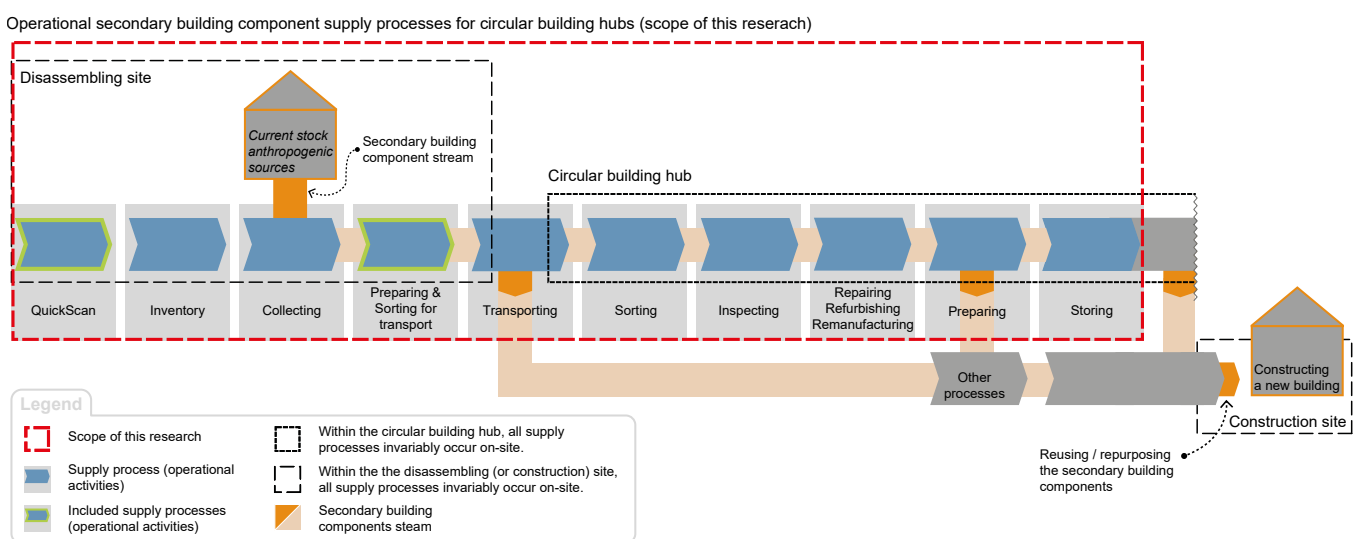 Operational secondary building component supply processes for circular building hubs (scope of this reserach)
Disassembling site
Current stock
anthropogenic
sources
Secondary building
component stream
Circular building hub
QuickScan
Inventory
Collecting
Preparing &
Sorting for
transport
Transporting
Sorting
Inspecting
Repairing
Refurbishing
Remanufacturing
Preparing
Storing
Other
processes
Constructing
a new building
Construction site
Reusing / repurposing
the secondary building
components
Legend
Scope of this research
Supply process (operational
activities)
Included supply processes
(operational activities)
Within the circular building hub, all supply
processes invariably occur on-site.
Within the the disassembling (or construction) site,
all supply processes invariably occur on-site.
Secondary building
components steam